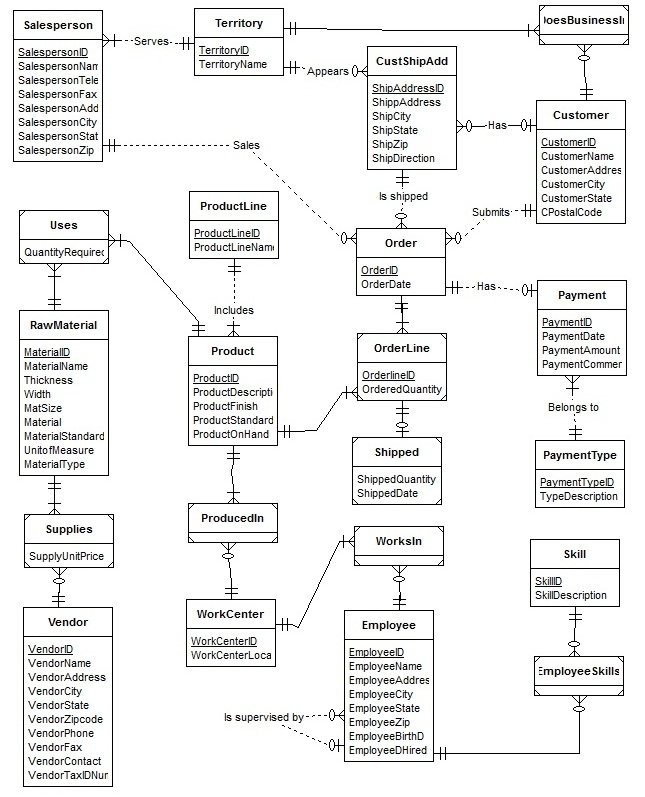 Salesperson
SalespersonID
SalespersonNam
SalespersonTele
SalespersonFax
SalespersonAdd
SalespersonCity
SalespersonStat
SalespersonZip
Serves
Territory
TerritoryID
TerritoryName
DoesBusinessI
Appears
CustShipAdd
ShipAddressID
ShippAddress
ShipCity
ShipState
ShipZip
ShipDirection
Has
Customer
CustomerID
CustomerName
CustomerAddres
CustomerCity
CustomerState
CPostalCode
Sales
Is shipped
Submits
ProductLine
ProductLineID
ProductLineName
Uses
QuantityRequired
Order
OrderID
OrderDate
Has
Payment
PaymentID
PaymentDate
PaymentAmount
PaymentCommer
Includes
RawMaterial
MaterialID
MaterialName
Thickness
Width
MatSize
Material
MaterialStandard
UnitofMeasure
MaterialType
Product
ProductID
ProductDescripti
ProductFinish
ProductStandard
ProductOnHand
OrderLine
OrderlineID
OrderedQuantity
Belongs to
Shipped
ShippedQuantity
ShippedDate
PaymentType
PaymentTypeID
TypeDescription
Supplies
SupplyUnitPrice
ProducedIn
WorksIn
Skill
SkillID
SkillDescription
Vendor
VendorID
VendorName
VendorAddress
VendorCity
VendorState
VendorZipcode
VendorPhone
VendorFax
VendorContact
VendorTaxIDNur
WorkCenter
WorkCenterID
WorkCenterLoca
Employee
EmployeeID
EmployeeName
EmployeeAddres
EmployeeCity
EmployeeState
EmployeeZip
EmployeeBirthD
EmployeeDHired
Is supervised by
EmployeeSkills